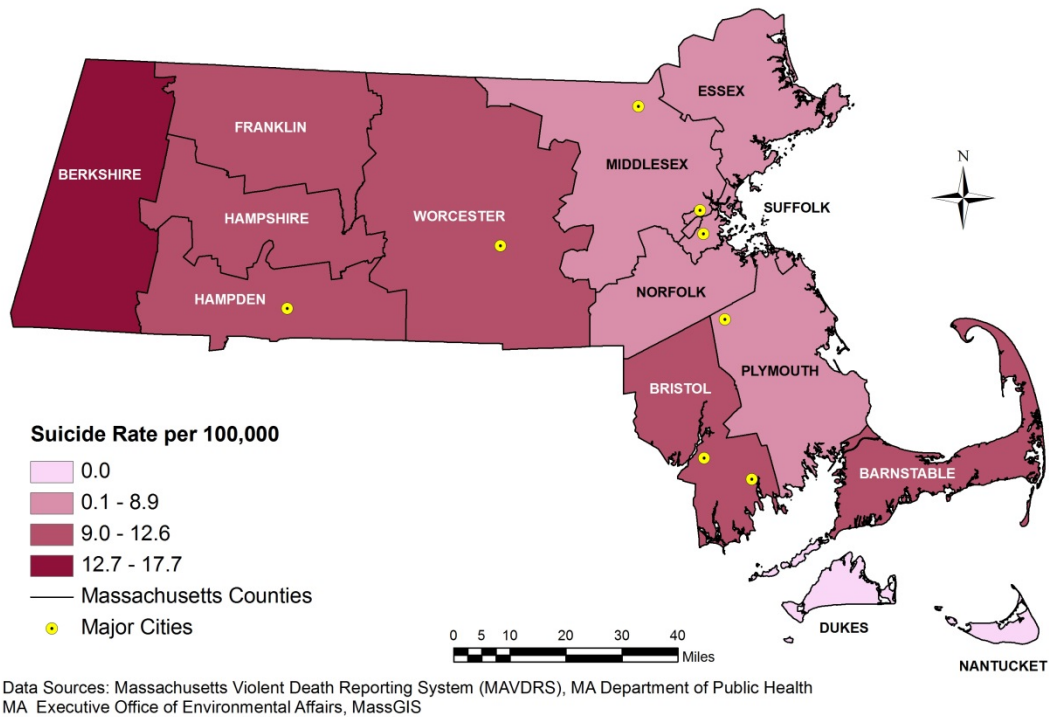 ESSEX
FRANKLIN
MIDDLESEX
BERKSHIRE
N
SUFFOLK
HAMPSHIRE
WORCESTER
NORFOLK
HAMPDEN
PLYMOUTH
BRISTOL
BARNSTABLE
DUKES
NANTUCKET
Suicide Rate per 100,000
0.0
0.1 - 8.9
9.0 - 12.6
12.7 - 17.7
Massachusetts Counties
Major Cities
0 5 10 20 30 40
Miles
Data Sources: Massachusetts Violent Death Reporting System (MAVDRS), MA Department of Public Health
MA Executive Office of Environmental Affairs, MassGIS